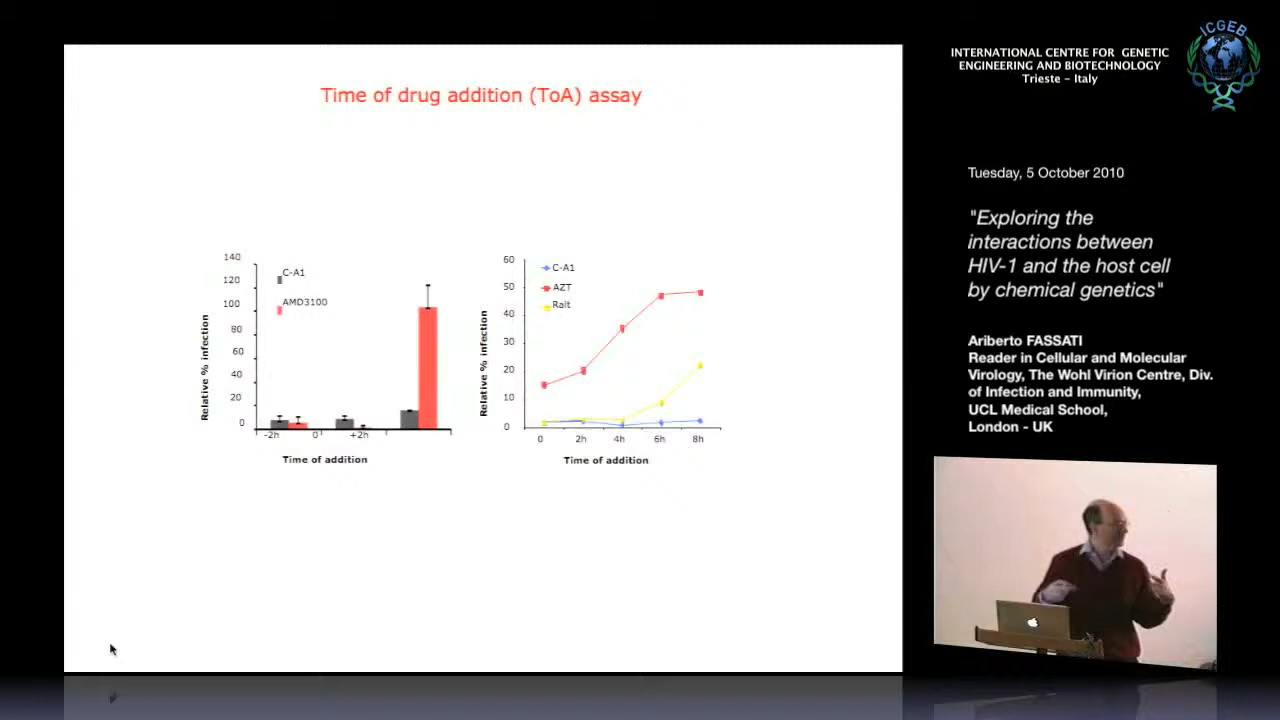 Time of drug addition (ToA) assay
140
120
100
80
60
40
20
0
C-A1
AMD3100
Relative % infection
-2h
0
+2h
Time of addition
60
50
40
30
20
10
0
C-A1
AZT
Ralt
Relative % infection
0
2h
4h
6h
8h
Time of addition
INTERNATIONAL CENTRE FOR GENETIC
ENGINEERING AND BIOTECHNOLOGY
Trieste - Italy
ICGEB
Tuesday, 5 October 2010
"Exploring the
interactions between
HIV-1 and the host cell
by chemical genetics"
Ariberto FASSATI
Reader in Cellular and Molecular
Virology, The Wohl Virion Centre, Div.
of Infection and Immunity,
UCL Medical School,
London - UK